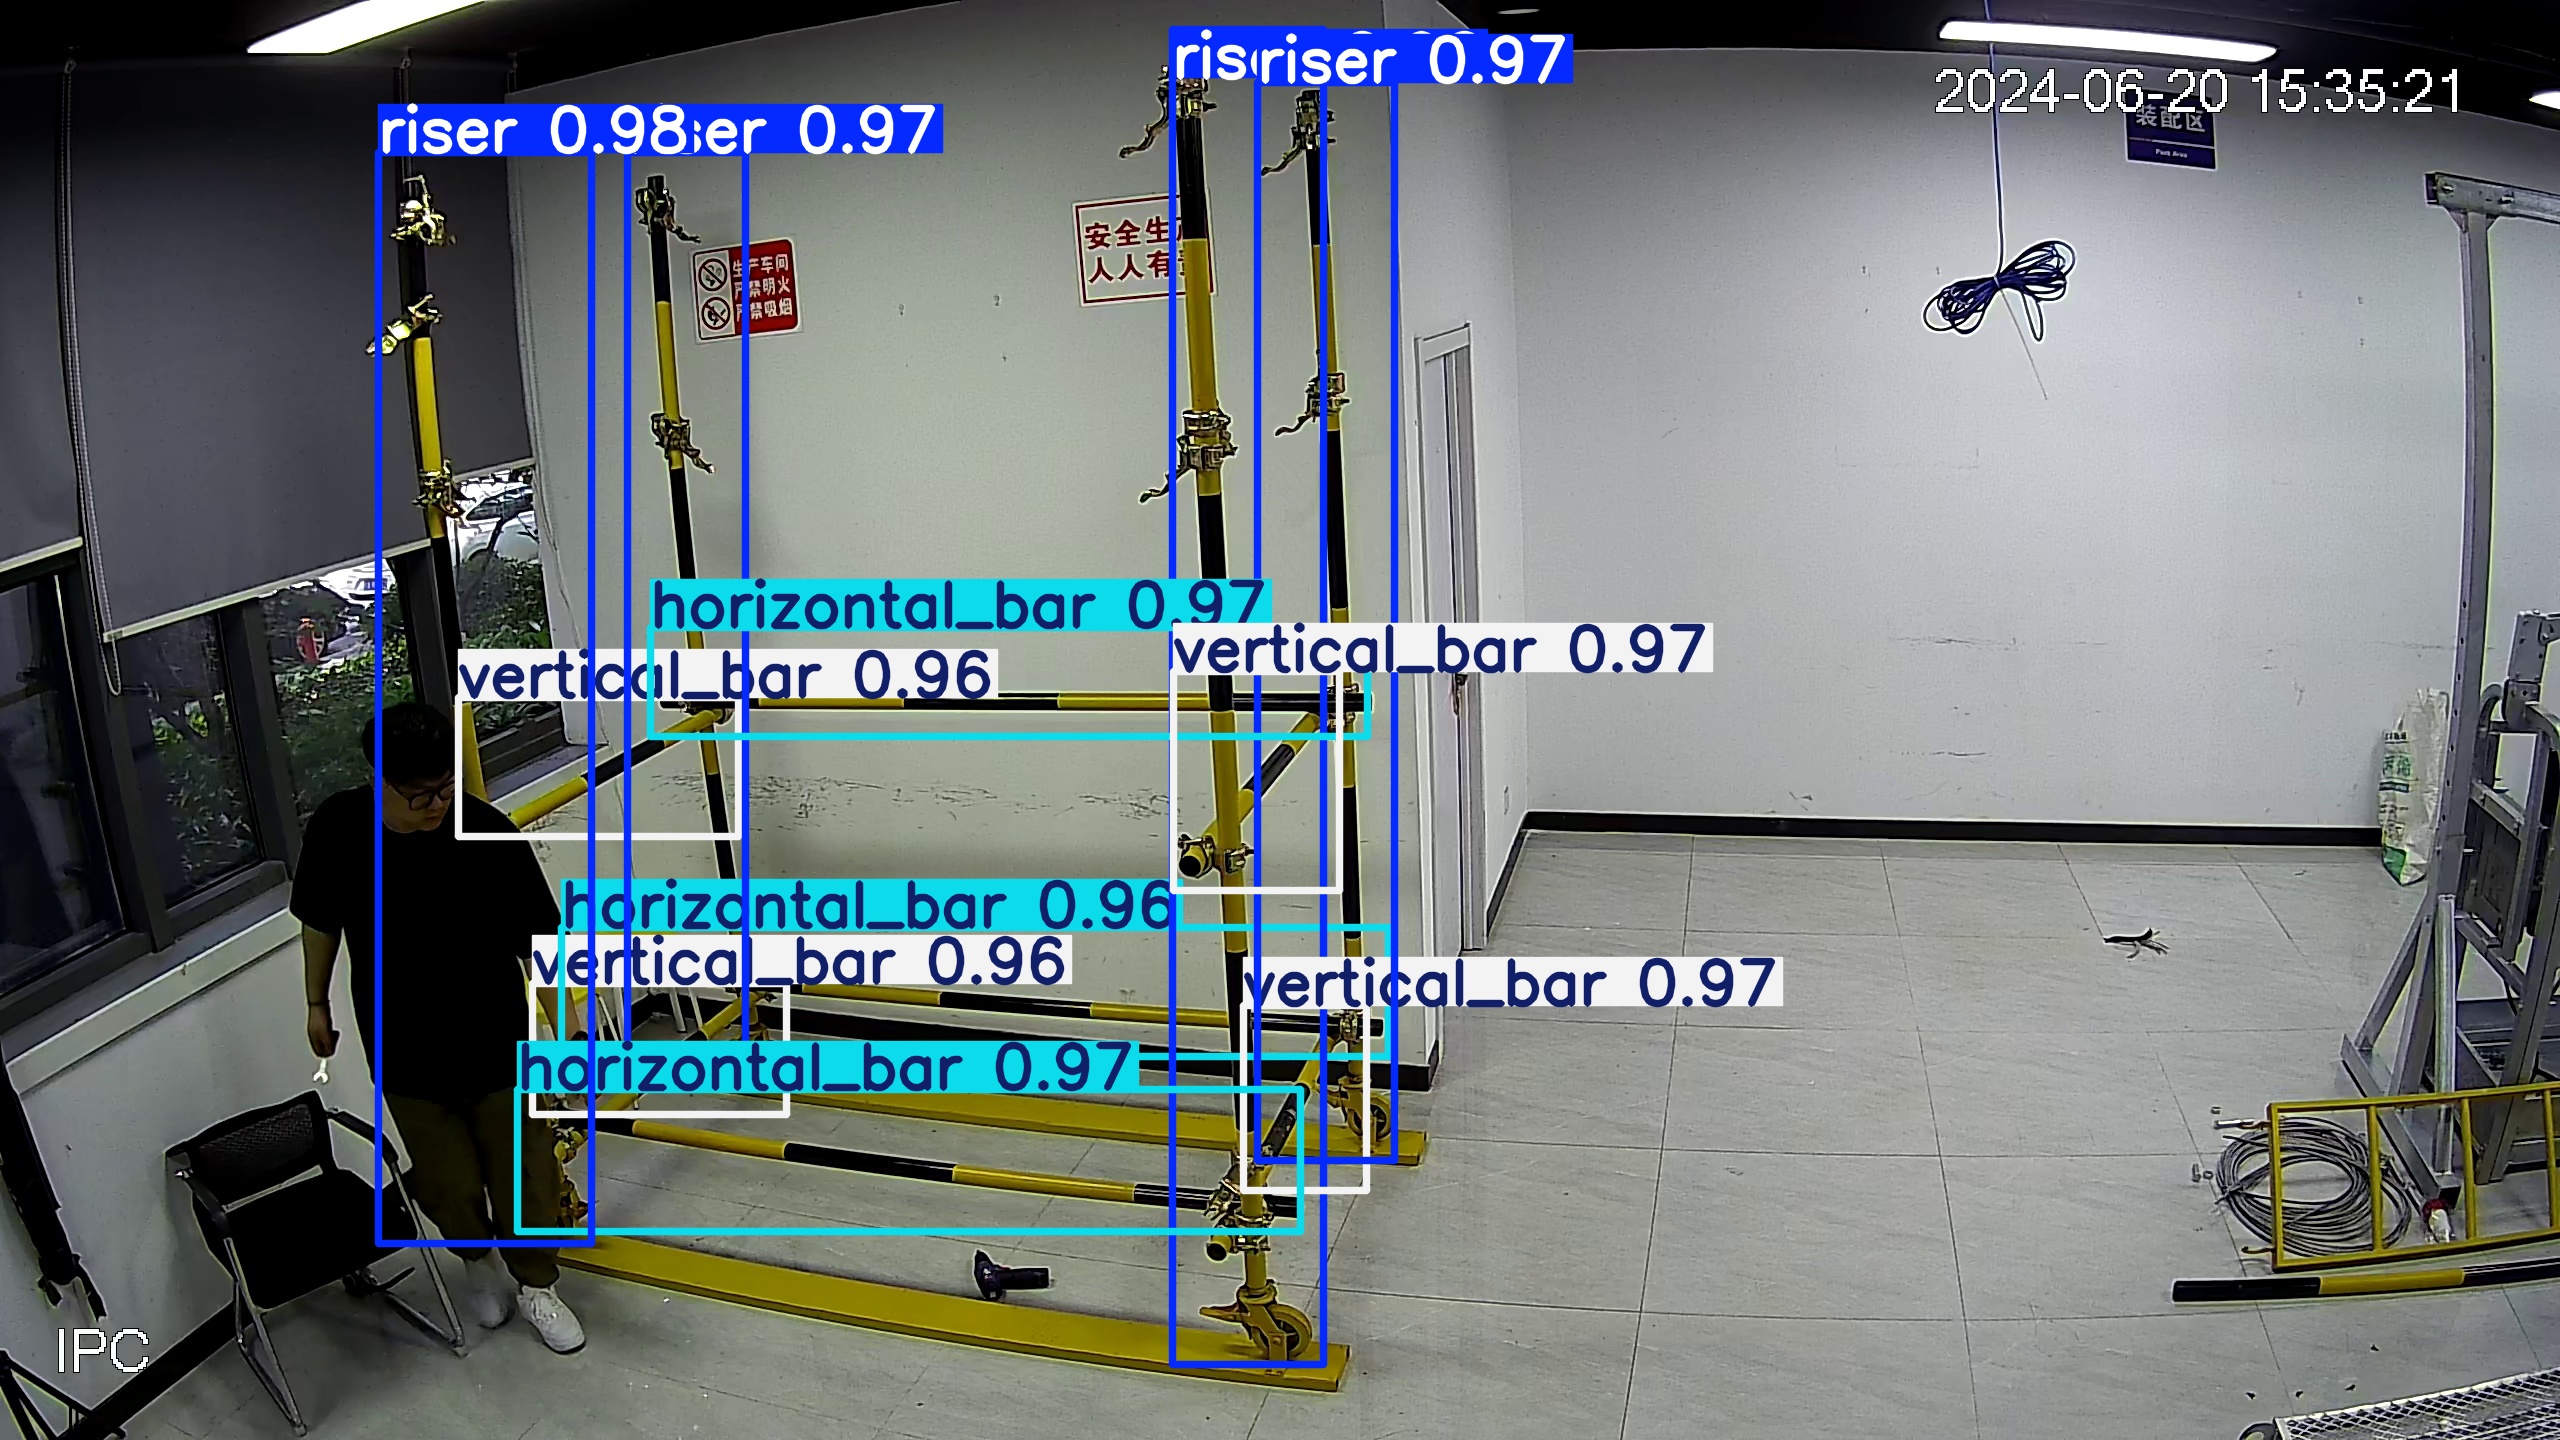 riser 0.97
2024-06-20 15:35:21
riser 0.98
0.97
装配区
安全生
人人有
生产车间
严禁明火
严禁吸烟
horizontal_bar 0.97
vertical_bar 0.97
vertical_bar 0.96
horizontal_bar 0.96
vertical_bar 0.96
vertical_bar 0.97
horizontal_bar 0.97
IPC